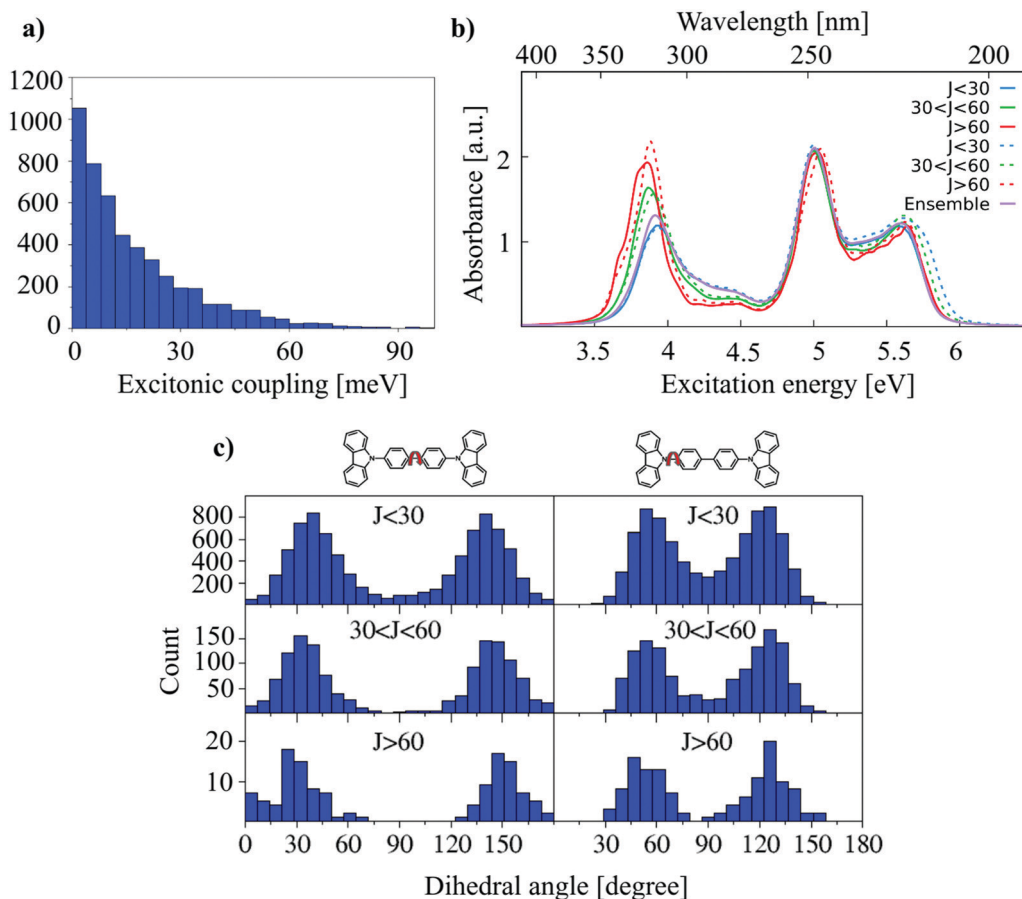 a)
1200
1000
800
600
400
200
0
0 30 60 90
Excitonic coupling [meV]
b)
Wavelength [nm]
400 350 300 250 200
Absorbance [a.u.]
2
1
J<30
30<J<60
J>60
J<30
30<J<60
J>60
Ensemble
3.5 4 4.5 5 5.5 6
Excitation energy [eV]
c)
N N
N N
Count
800
600
400
200
J<30
J<30
150
100
50
30<J<60
30<J<60
20
10
J>60
J>60
0 30 60 90 120 150 0 30 60 90 120 150 180
Dihedral angle [degree]